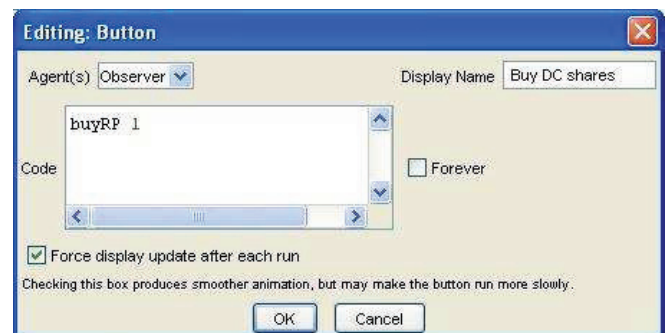 Editing: Button
Agent(s) Observer Display Name Buy DC shares
buyRP 1
Code
Forever
Force display update after each run
Checking this box produces smoother animation, but may make the button run more slowly.
OK Cancel